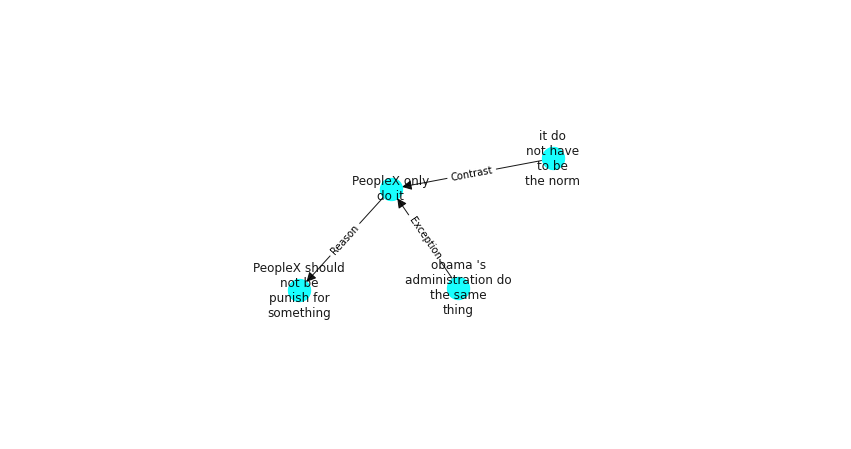 it do
not have
to be
the norm
Contrast
PeopleX only
do it
Reason
Exception
PeopleX should
not be
punish for
something
obama 's
administration do
the same
thing